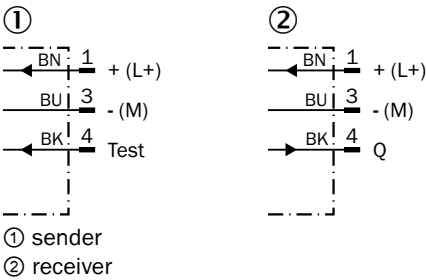 ① ②
BN 1 + (L+) BN 1 + (L+)
BU 3 - (M) BU 3 - (M)
BK 4 Test BK 4 Q
① sender
② receiver